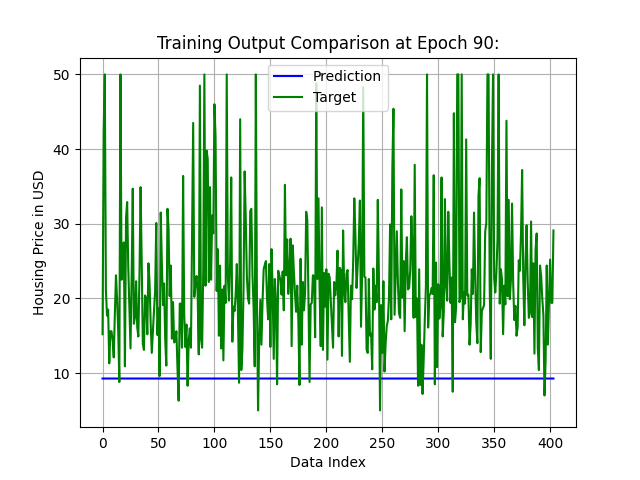 Training Output Comparison at Epoch 90:
Prediction
Target
Housing Price in USD
50
40
30
20
10
0
50
100
150
200
250
300
350
400
Data Index